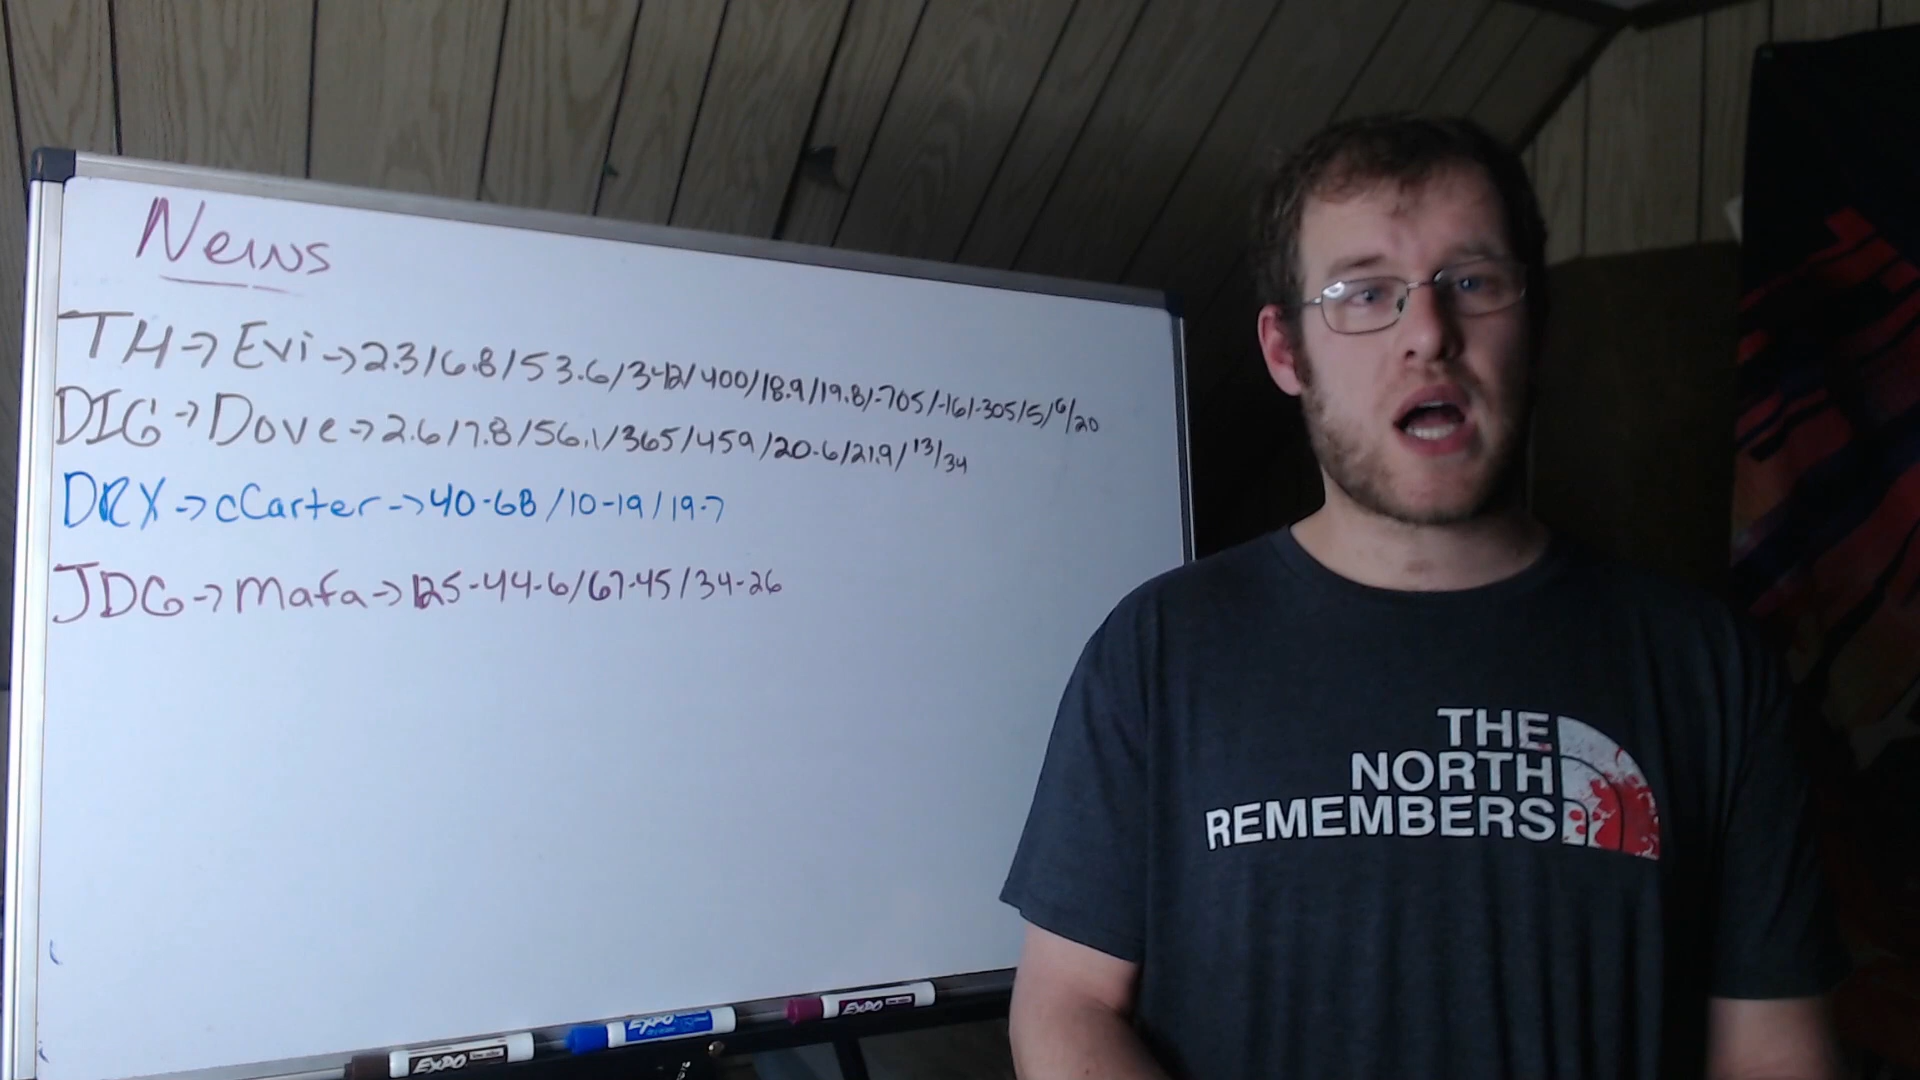 News
TH→Evi→2.3/6.8/53.6/342/400/18.9/19.8/-705/-161-305/5/6/20
DIG→Dove→2.6/7.8/56.1/365/459/20.6/21.9/13/34
DRX→cCarter→40-68/10-19/19-7
JDG→Mafa→125-44-6/67-45/34-26
THE
NORTH
REMEMBERS
EXPO
EXPO
EXPO